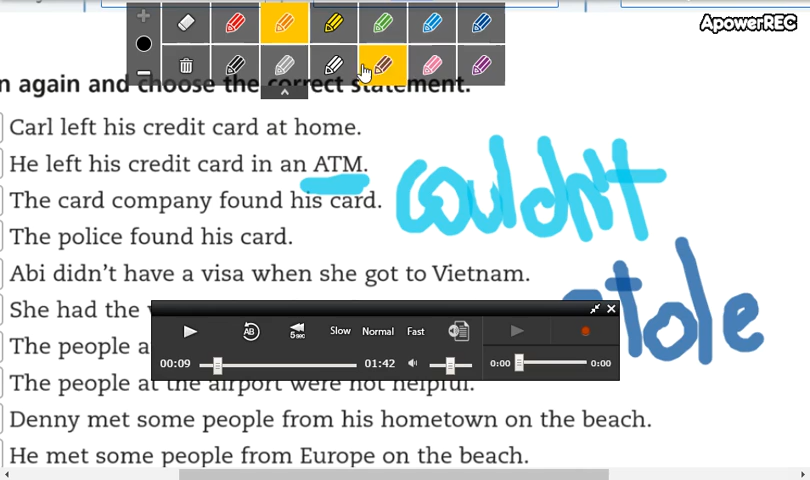 ApowerREC
n again and choose the correct statement.
Carl left his credit card at home.
He left his credit card in an ATM.
couldn't
The card company found his card.
The police found his card.
Abi didn't have a visa when she got to Vietnam.
stole
She had the
AB
5 sec
Slow
Normal
Fast
The people a
00:09
01:42
0:00
0:00
The people at the airport were not helpful.
Denny met some people from his hometown on the beach.
He met some people from Europe on the beach.